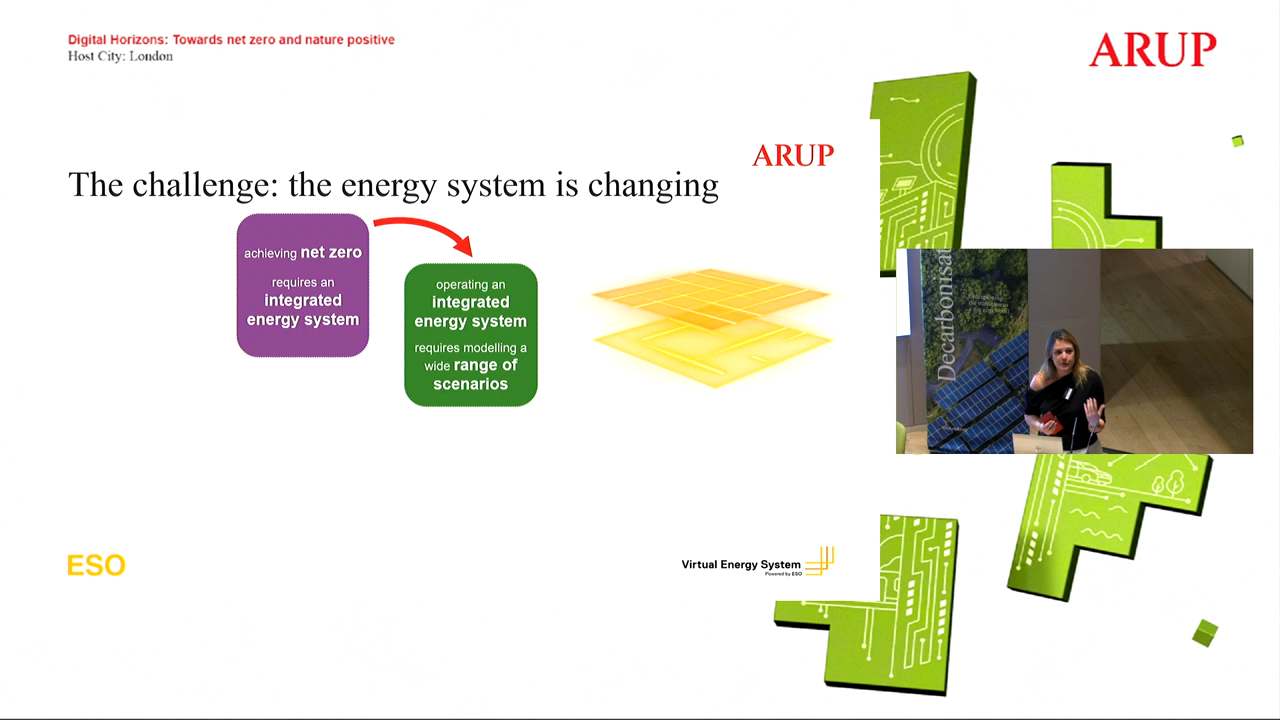 Digital Horizons: Towards net zero and nature positive
Host City: London
ARUP
ARUP
The challenge: the energy system is changing
achieving net zero
requires an
integrated
energy system
operating an
integrated
energy system
requires modelling a
wide range of
scenarios
Decarbonisat
ESO
Virtual Energy System
Powered by ESO